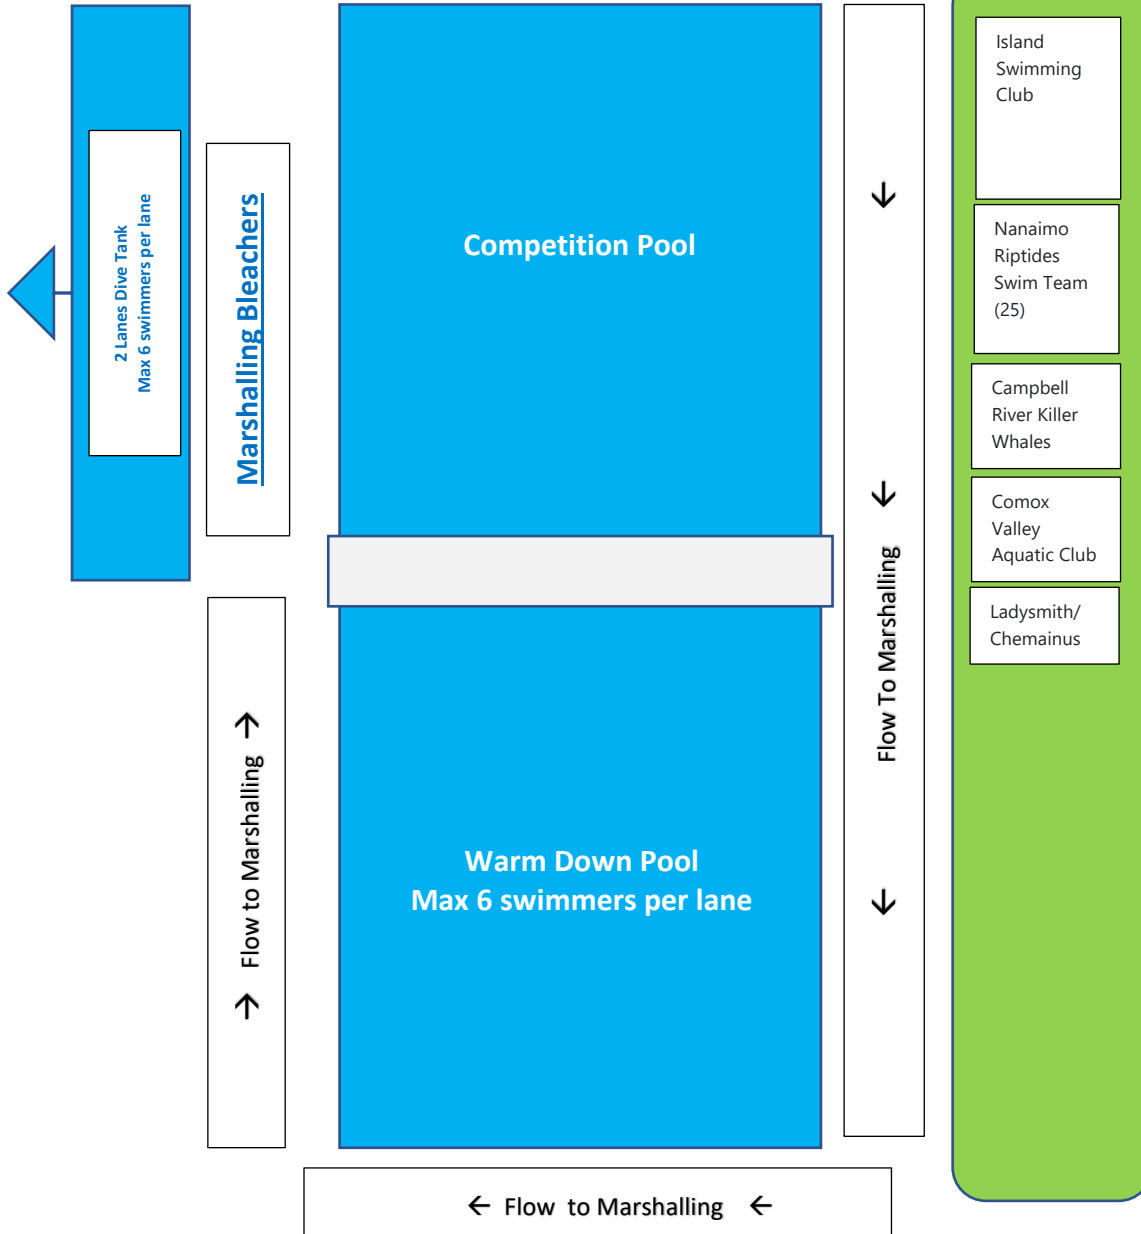 2 Lanes Dive Tank
Max 6 swimmers per lane
Marshalling Bleachers
Competition Pool
Island
Swimming
Club
Nanaimo
Riptides
Swim Team
(25)
Campbell
River Killer
Whales
Comox
Valley
Aquatic Club
Ladysmith/
Chemainus
← Flow To Marshalling ← ←
→ Flow to Marshalling →
Warm Down Pool
Max 6 swimmers per lane
← Flow to Marshalling ←